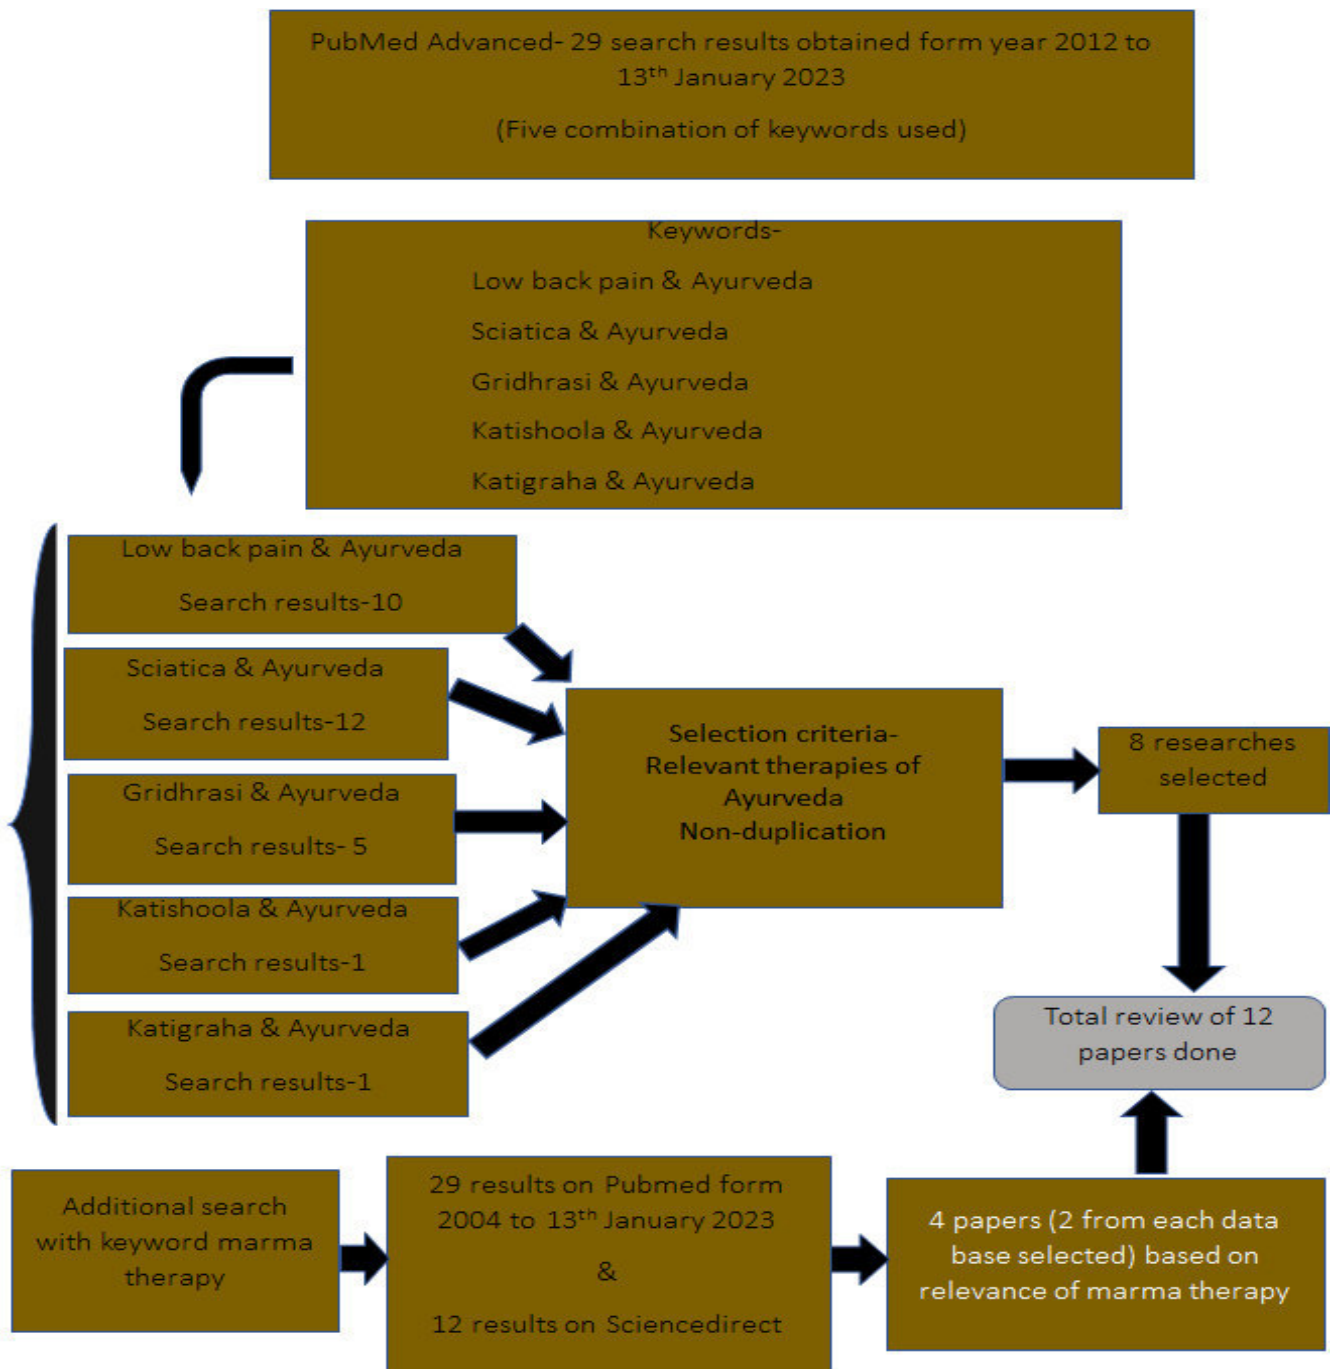 PubMed Advanced- 29 search results obtained form year 2012 to
13th January 2023
(Five combination of keywords used)
Keywords-
Low back pain & Ayurveda
Sciatica & Ayurveda
Gridhrasi & Ayurveda
Katishoola & Ayurveda
Katigraha & Ayurveda
Low back pain & Ayurveda
Search results-10
Sciatica & Ayurveda
Search results-12
Gridhrasi & Ayurveda
Search results- 5
Katishoola & Ayurveda
Search results-1
Katigraha & Ayurveda
Search results-1
Selection criteria-
Relevant therapies of
Ayurveda
Non-duplication
8 researches
selected
Total review of 12
papers done
Additional search
with keyword marma
therapy
29 results on Pubmed form
2004 to 13th January 2023
&
12 results on Sciencedirect
4 papers (2 from each data
base selected) based on
relevance of marma therapy